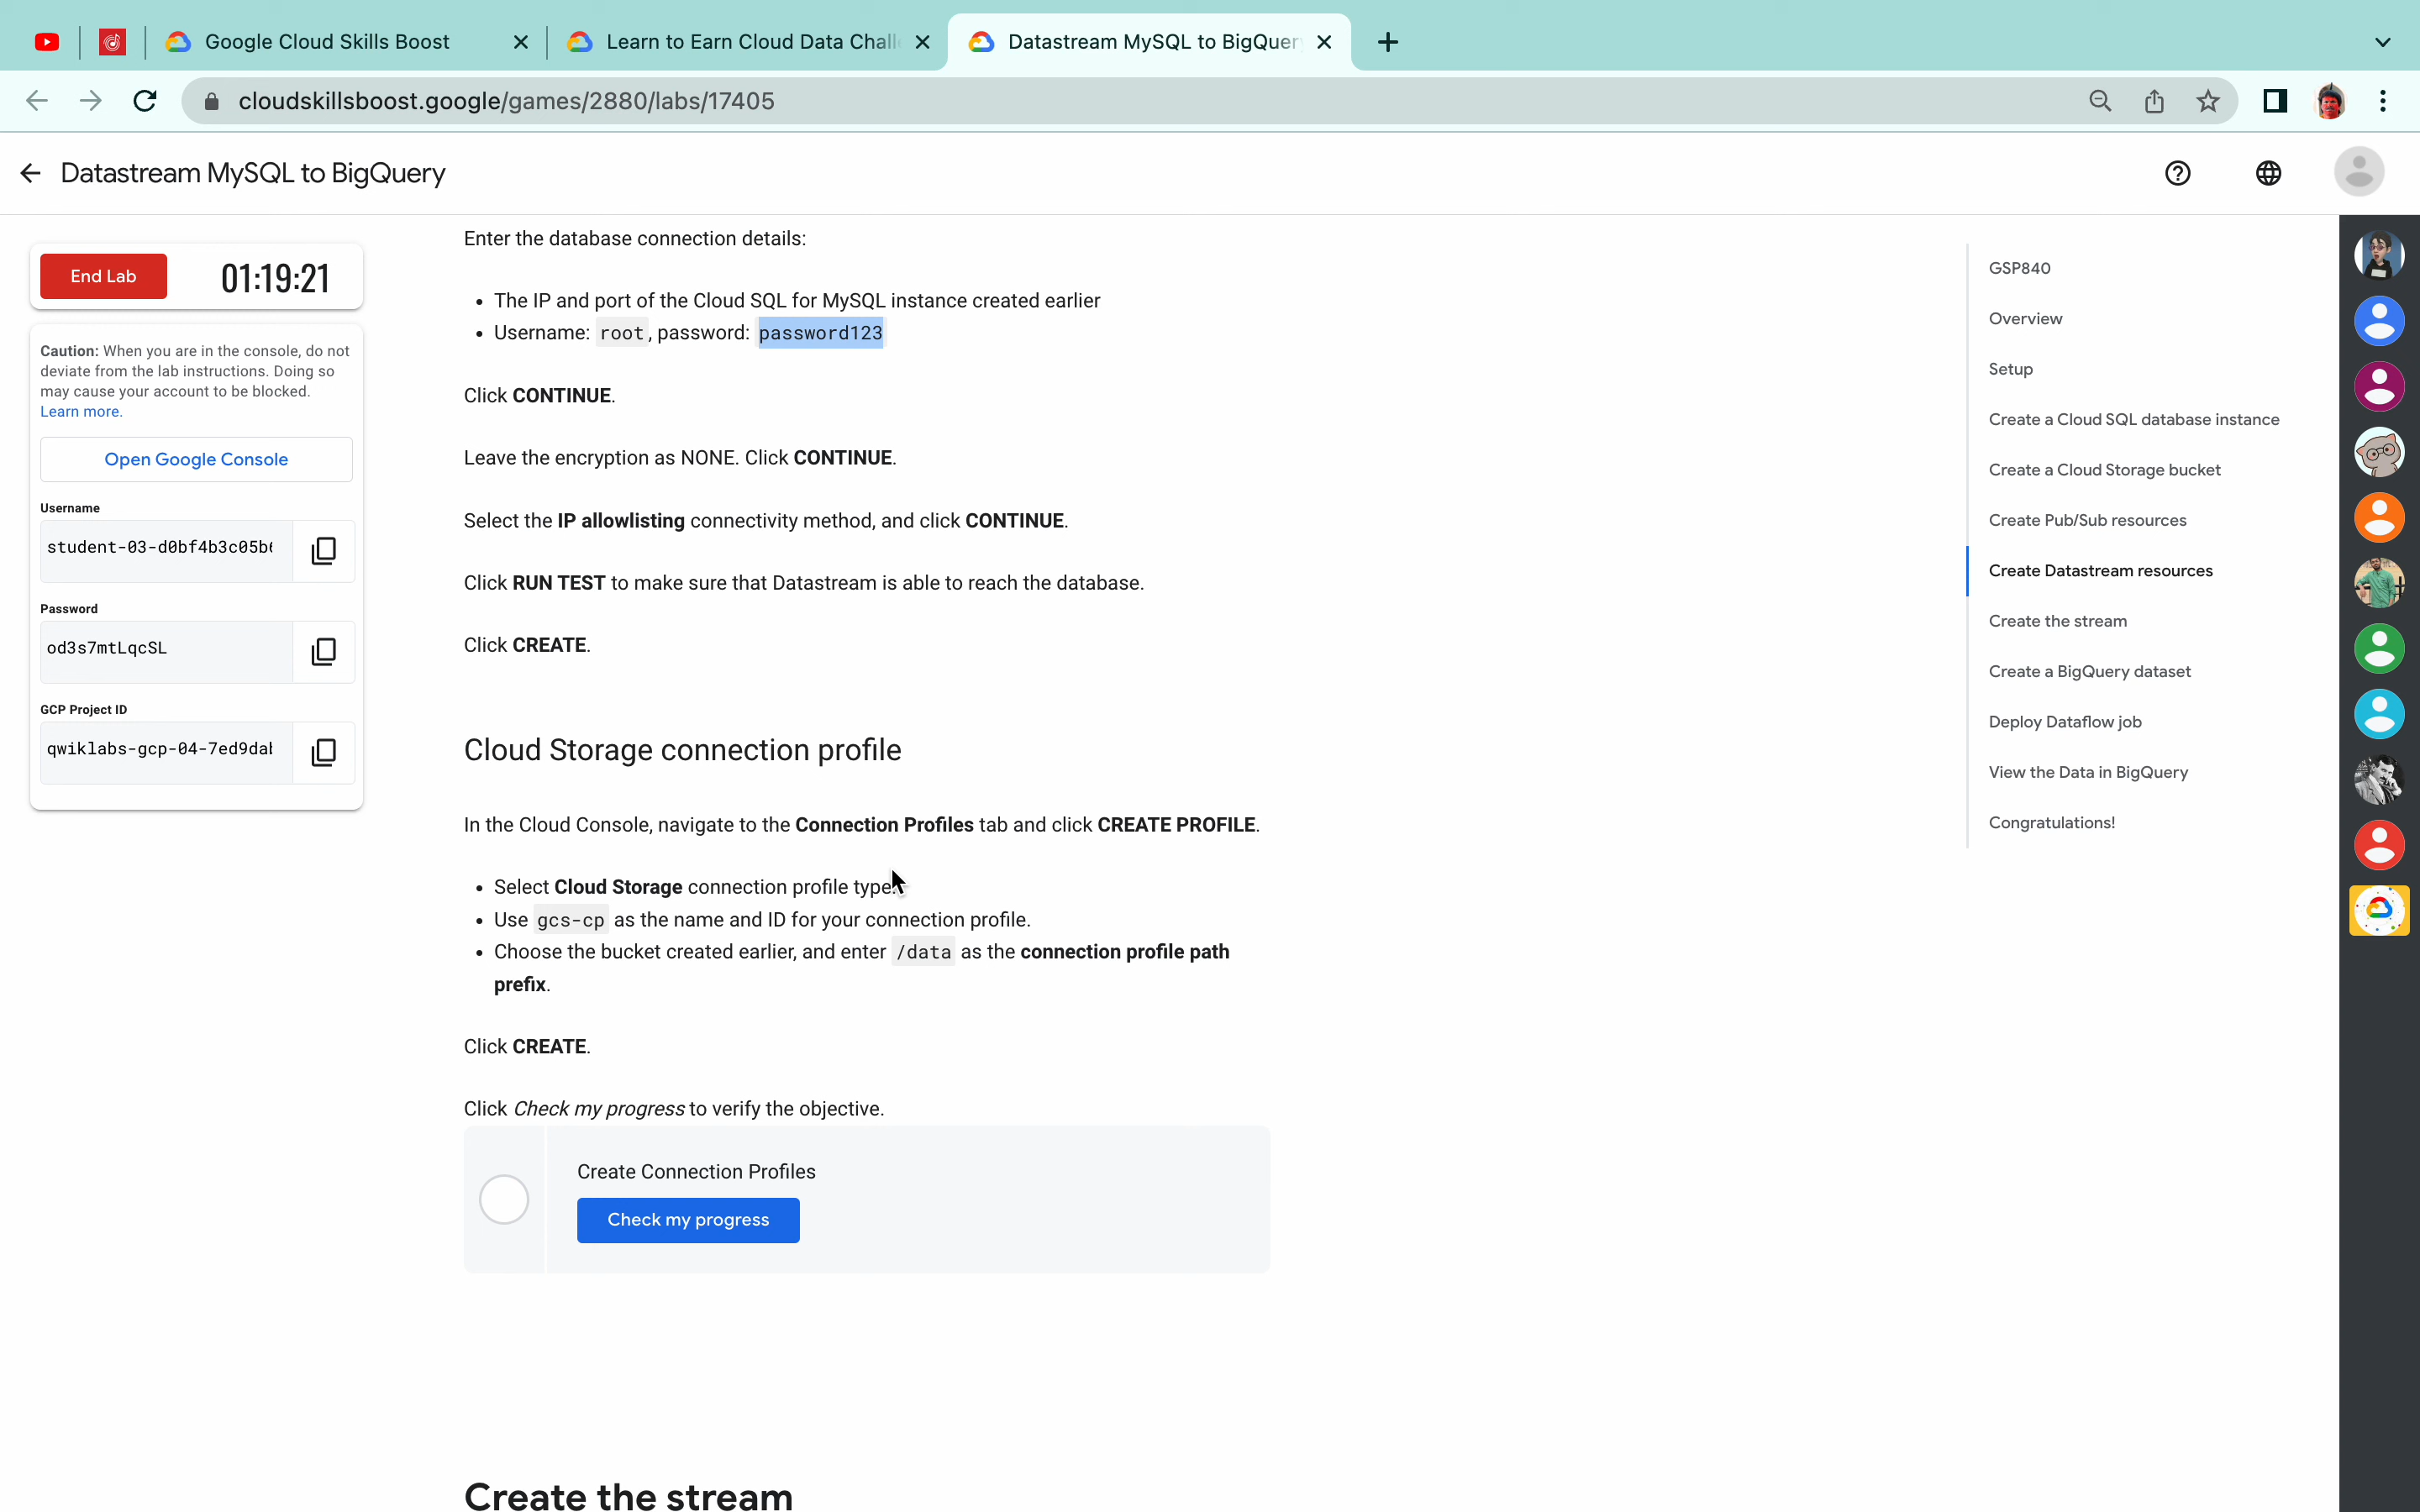 Google Cloud Skills Boost
Learn to Earn Cloud Data Chall
Datastream MySQL to BigQuer
cloudskillsboost.google/games/2880/labs/17405
Datastream MySQL to BigQuery
End Lab
01:19:21
Caution: When you are in the console, do not
deviate from the lab instructions. Doing so
may cause your account to be blocked.
Learn more.
Open Google Console
Username
student-03-d0bf4b3c05b
Password
od3s7mtLqcSL
GCP Project ID
qwiklabs-gcp-04-7ed9da
Enter the database connection details:
• The IP and port of the Cloud SQL for MySQL instance created earlier
• Username: root, password: password123
Click CONTINUE.
Leave the encryption as NONE. Click CONTINUE.
Select the IP allowlisting connectivity method, and click CONTINUE.
Click RUN TEST to make sure that Datastream is able to reach the database.
Click CREATE.
Cloud Storage connection profile
In the Cloud Console, navigate to the Connection Profiles tab and click CREATE PROFILE.
• Select Cloud Storage connection profile type.
• Use gcs-cp as the name and ID for your connection profile.
• Choose the bucket created earlier, and enter /data as the connection profile path
prefix.
Click CREATE.
Click Check my progress to verify the objective.
Create Connection Profiles
Check my progress
Create the stream
GSP840
Overview
Setup
Create a Cloud SQL database instance
Create a Cloud Storage bucket
Create Pub/Sub resources
Create Datastream resources
Create the stream
Create a BigQuery dataset
Deploy Dataflow job
View the Data in BigQuery
Congratulations!